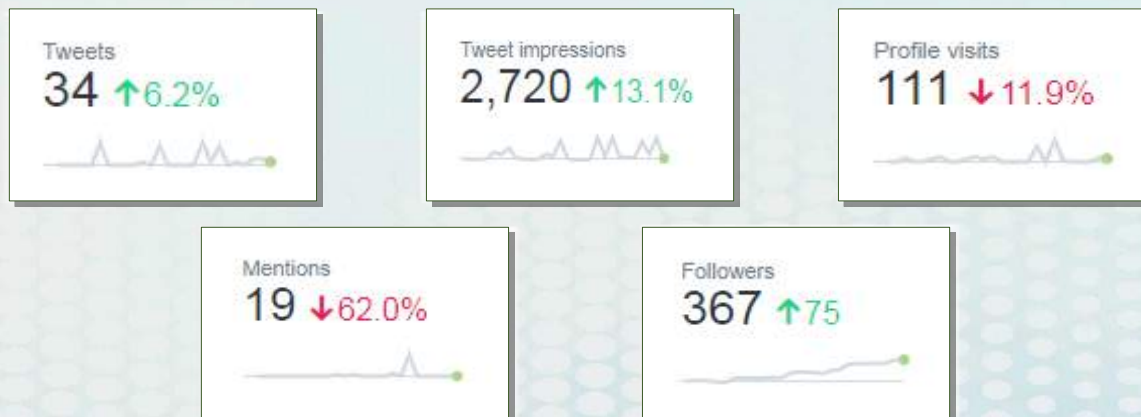 Tweets
34 ↑6.2%
Tweet impressions
2,720 ↑13.1%
Profile visits
111 ↓11.9%
Mentions
19 ↓62.0%
Followers
367 ↑75